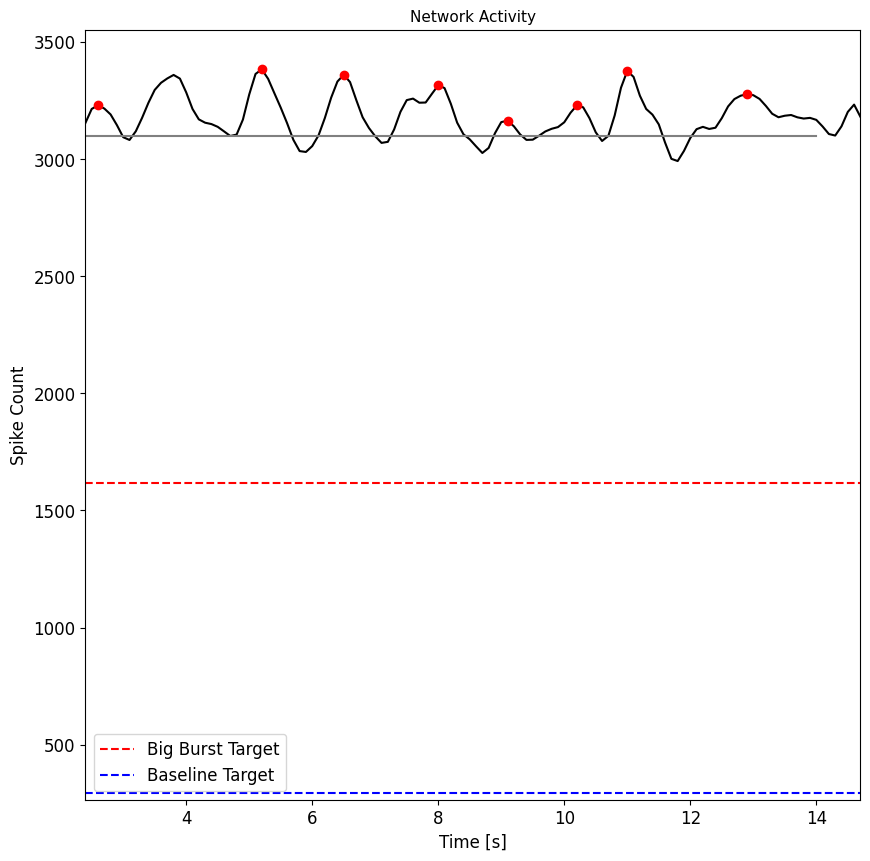 Network Activity
3500
3000
2500
2000
1500
1000
500
Spike Count
Big Burst Target
Baseline Target
4 6 8 10 12 14
Time [s]